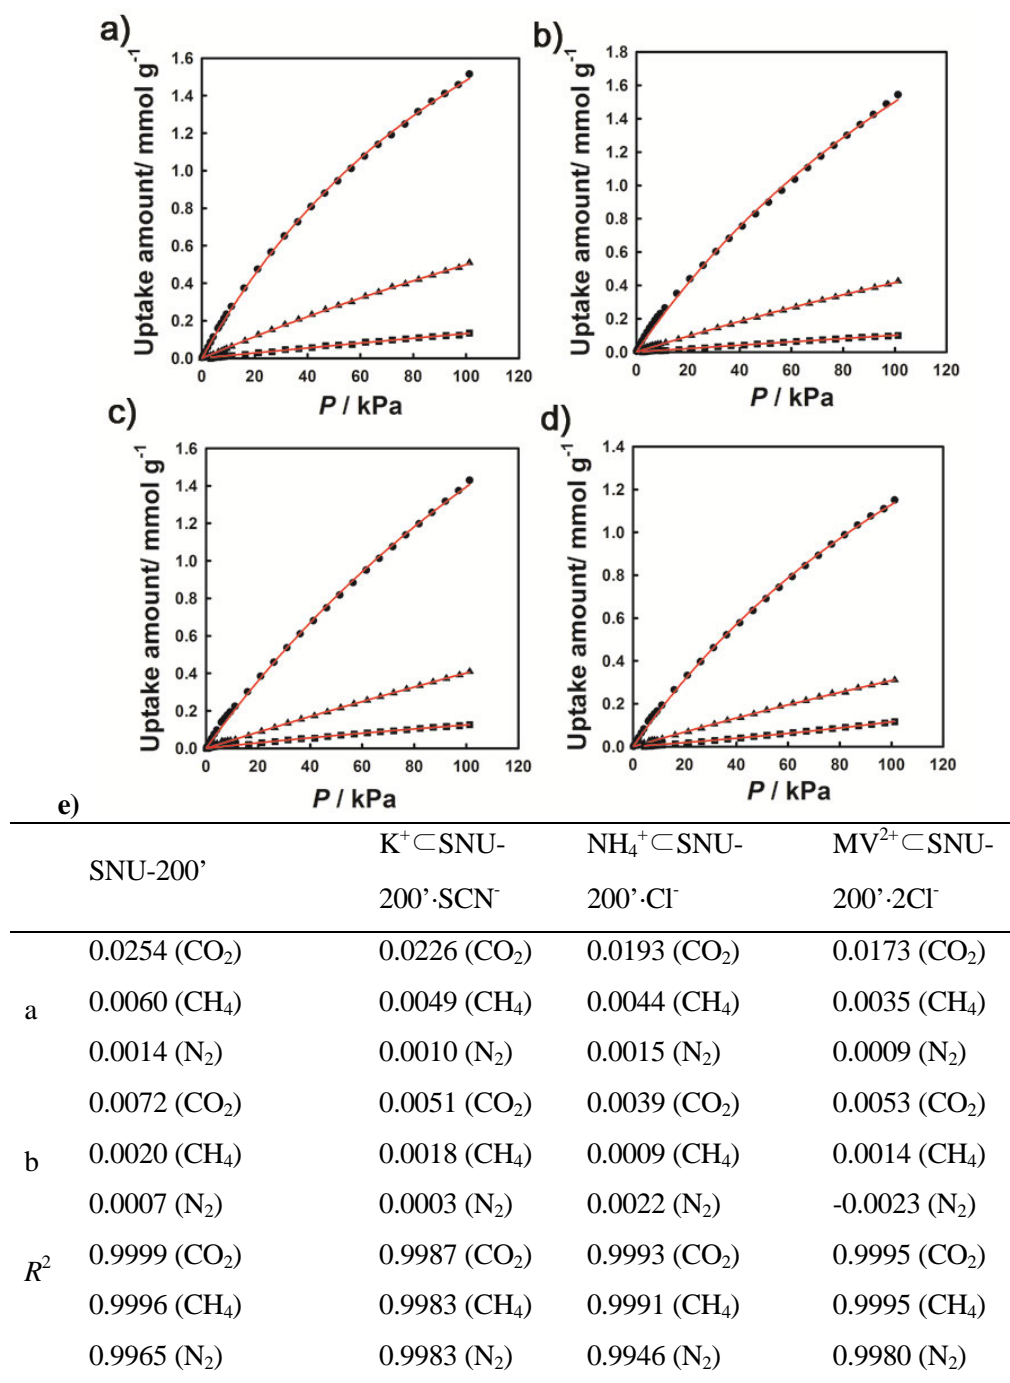 a)
Uptake amount/ mmol g⁻¹
1.6
1.4
1.2
1.0
0.8
0.6
0.4
0.2
0.0
0 20 40 60 80 100 120
P / kPa
b)
Uptake amount/ mmol g⁻¹
1.8
1.6
1.4
1.2
1.0
0.8
0.6
0.4
0.2
0.0
0 20 40 60 80 100 120
P / kPa
c)
Uptake amount/ mmol g⁻¹
1.6
1.4
1.2
1.0
0.8
0.6
0.4
0.2
0.0
0 20 40 60 80 100 120
P / kPa
d)
Uptake amount/ mmol g⁻¹
1.4
1.2
1.0
0.8
0.6
0.4
0.2
0.0
0 20 40 60 80 100 120
P / kPa
e)
SNU-200’ K⁺⊂SNU-200’·SCN⁻ NH₄⁺⊂SNU-200’·Cl⁻ MV²⁺⊂SNU-200’·2Cl⁻
0.0254 (CO₂) 0.0226 (CO₂) 0.0193 (CO₂) 0.0173 (CO₂)
a 0.0060 (CH₄) 0.0049 (CH₄) 0.0044 (CH₄) 0.0035 (CH₄)
0.0014 (N₂) 0.0010 (N₂) 0.0015 (N₂) 0.0009 (N₂)
0.0072 (CO₂) 0.0051 (CO₂) 0.0039 (CO₂) 0.0053 (CO₂)
b 0.0020 (CH₄) 0.0018 (CH₄) 0.0009 (CH₄) 0.0014 (CH₄)
0.0007 (N₂) 0.0003 (N₂) 0.0022 (N₂) -0.0023 (N₂)
R² 0.9999 (CO₂) 0.9987 (CO₂) 0.9993 (CO₂) 0.9995 (CO₂)
0.9996 (CH₄) 0.9983 (CH₄) 0.9991 (CH₄) 0.9995 (CH₄)
0.9965 (N₂) 0.9983 (N₂) 0.9946 (N₂) 0.9980 (N₂)